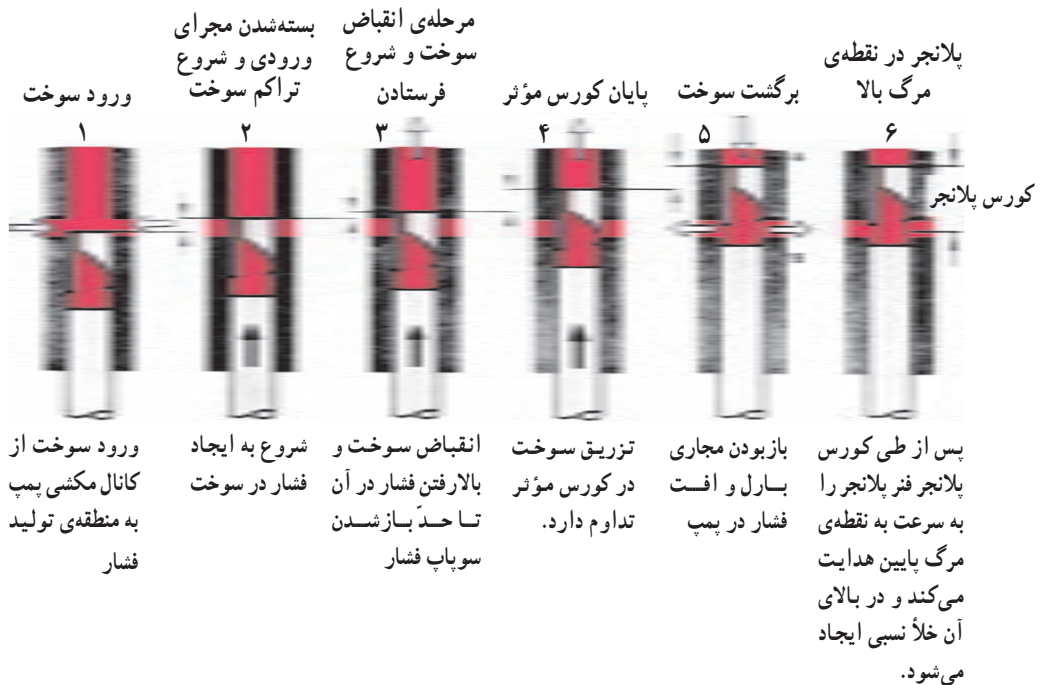 ورود سوخت
۱
بسته‌شدن مجرای
ورودی و شروع
تراکم سوخت
۲
مرحله‌ی انقباض
سوخت و شروع
فرستادن
۳
پایان کورس مؤثر
۴
برگشت سوخت
۵
پلانجر در نقطه‌ی
مرگ بالا
۶
کورس پلانجر
ورود سوخت از
کانال مکشی پمپ
به منطقه‌ی تولید
فشار
شروع به ایجاد
فشار در سوخت
انقباض سوخت و
بالارفتن فشار در آن
تا حدّ بازشدن
سوپاپ فشار
تزریق سوخت
در کورس مؤثر
تداوم دارد.
بازبودن مجاری
بارل و افت
فشار در پمپ
پس از طی کورس
پلانجر فنر پلانجر را
به سرعت به نقطه‌ی
مرگ پایین هدایت
می‌کند و در بالای
آن خلأ نسبی ایجاد
می‌شود.